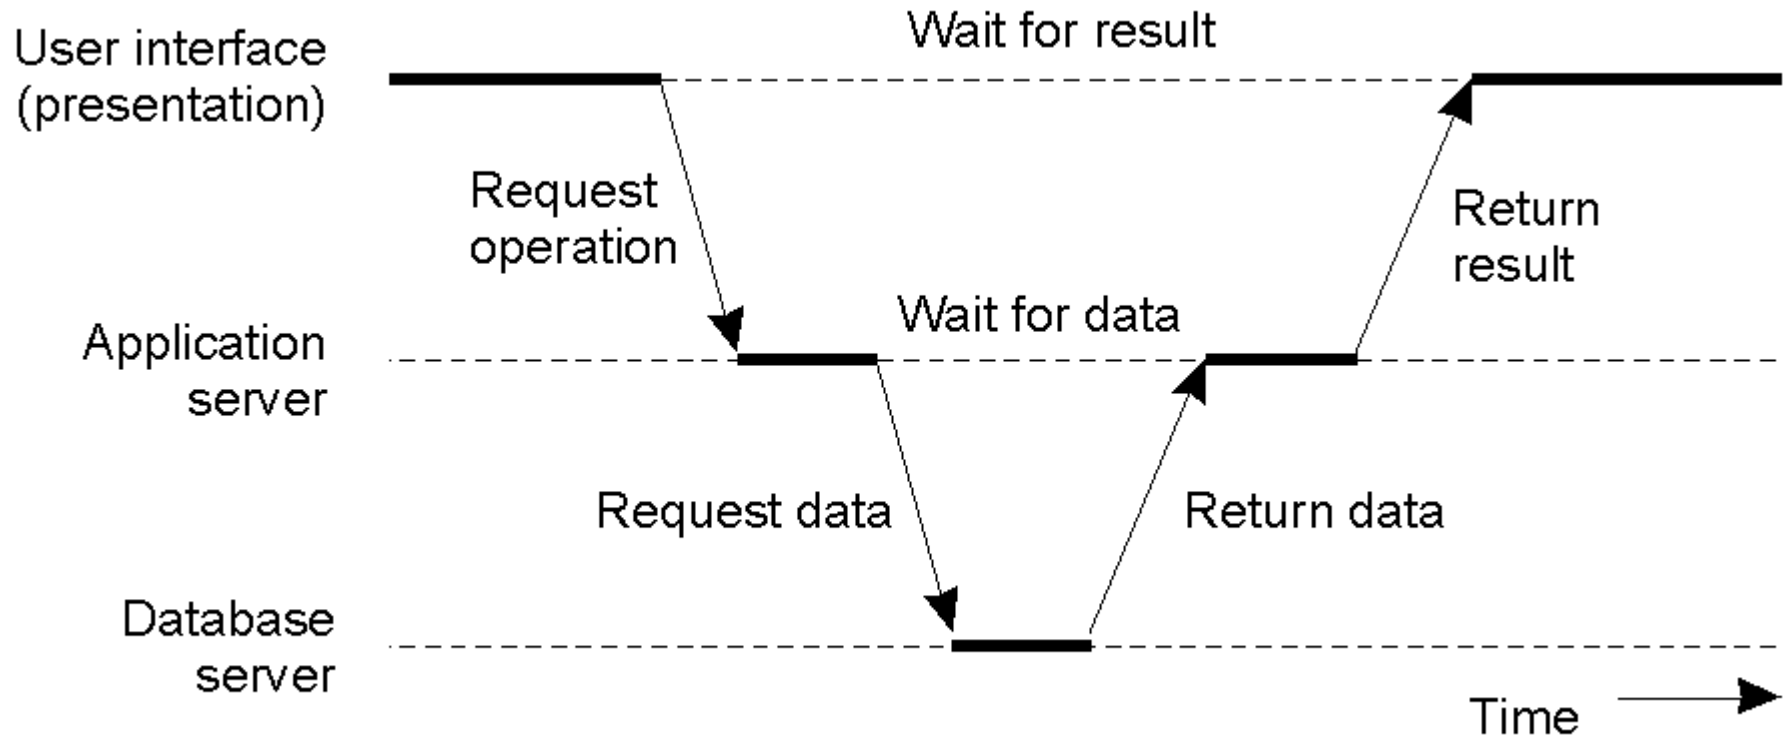 Wait for result
User interface
(presentation)
Request
operation
Return
result
Wait for data
Application
server
Request data
Return data
Database
server
Time